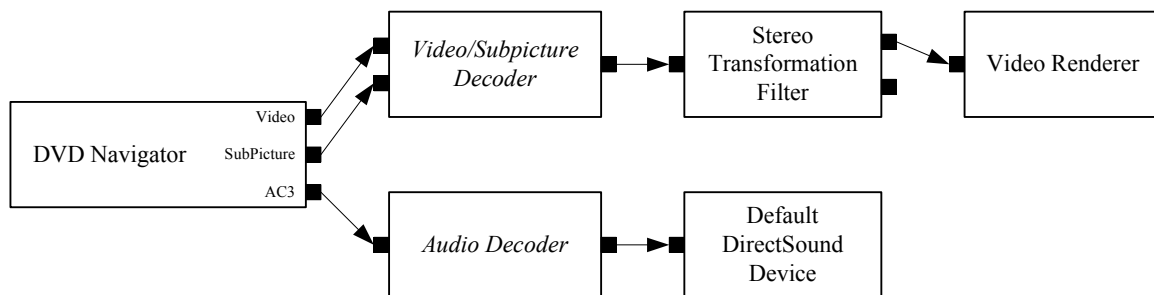 Video/Subpicture
Decoder
Stereo
Transformation
Filter
Video Renderer
DVD Navigator
Video
SubPicture
AC3
Audio Decoder
Default
DirectSound
Device